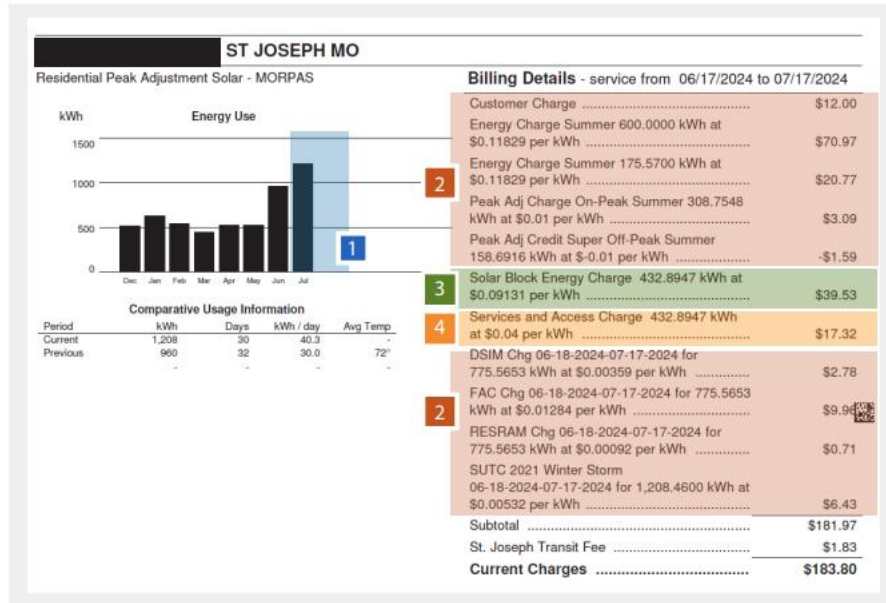 ST JOSEPH MO
Residential Peak Adjustment Solar - MORPAS
kWh
Energy Use
1500
1000
500
0
Dec Jan Feb Mar Apr May Jun Jul
1
Comparative Usage Information
Period kWh Days kWh / day Avg Temp
Current 1,208 30 40.3 -
Previous 960 32 30.0 72°
- - - -
Billing Details - service from 06/17/2024 to 07/17/2024
2
Customer Charge ............................................. $12.00
Energy Charge Summer 600.0000 kWh at
$0.11829 per kWh ............................................ $70.97
Energy Charge Summer 175.5700 kWh at
$0.11829 per kWh ............................................ $20.77
Peak Adj Charge On-Peak Summer 308.7548
kWh at $0.01 per kWh ....................................... $3.09
Peak Adj Credit Super Off-Peak Summer
158.6916 kWh at $-0.01 per kWh ........................ -$1.59
3
Solar Block Energy Charge 432.8947 kWh at
$0.09131 per kWh ............................................ $39.53
4
Services and Access Charge 432.8947 kWh
at $0.04 per kWh .............................................. $17.32
2
DSIM Chg 06-18-2024-07-17-2024 for
775.5653 kWh at $0.00359 per kWh .............. $2.78
FAC Chg 06-18-2024-07-17-2024 for 775.5653
kWh at $0.01284 per kWh ............................... $9.96
RESRAM Chg 06-18-2024-07-17-2024 for
775.5653 kWh at $0.00092 per kWh .............. $0.71
SUTC 2021 Winter Storm
06-18-2024-07-17-2024 for 1,208.4600 kWh at
$0.00532 per kWh ............................................ $6.43
Subtotal ............................................................ $181.97
St. Joseph Transit Fee .................................... $1.83
Current Charges ..................................... $183.80